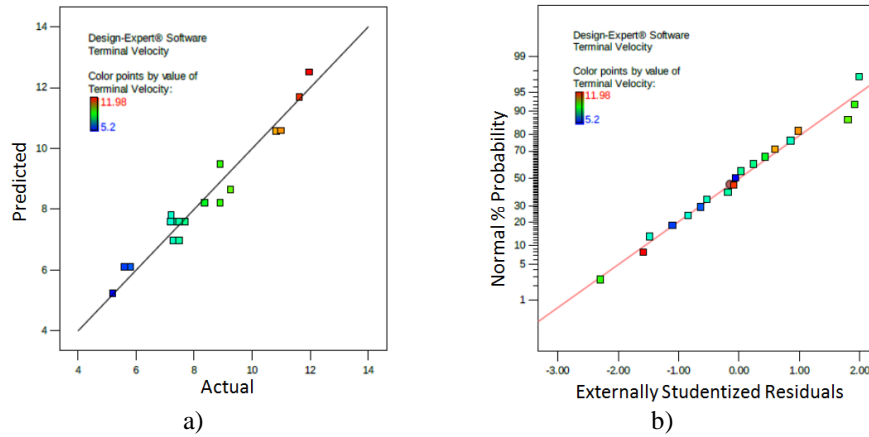 Design-Expert® Software
Terminal Velocity
Color points by value of
Terminal Velocity:
11.98
5.2
14
12
10
8
6
4
Predicted
4
6
8
10
12
14
Actual
a)
Design-Expert® Software
Terminal Velocity
Color points by value of
Terminal Velocity:
11.98
5.2
99
95
90
80
70
50
30
20
10
5
1
Normal % Probability
-3.00
-2.00
-1.00
0.00
1.00
2.00
Externally Studentized Residuals
b)